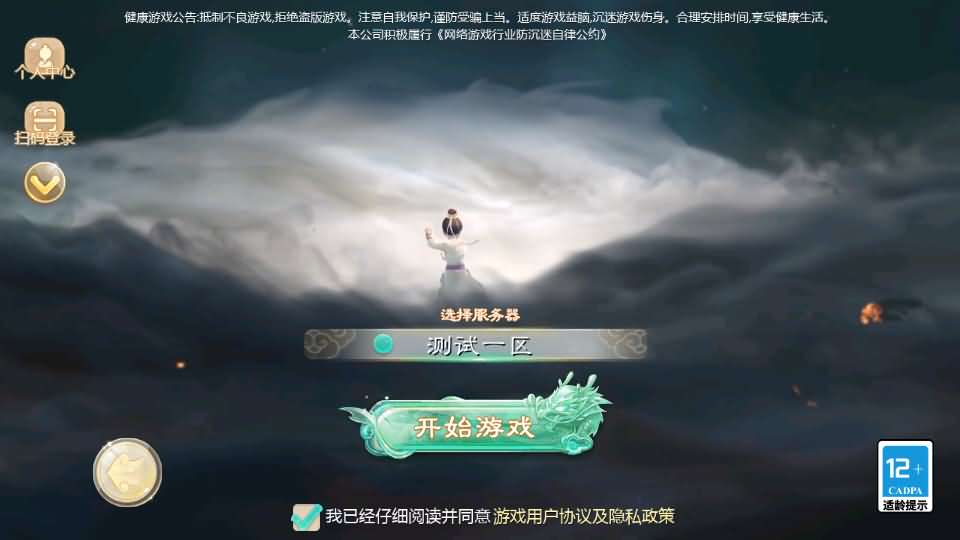 健康游戏公告:抵制不良游戏,拒绝盗版游戏。注意自我保护,谨防受骗上当。适度游戏益脑,沉迷游戏伤身。合理安排时间,享受健康生活。
本公司积极履行《网络游戏行业防沉迷自律公约》
个人中心
扫码登录
选择服务器
测试一区
开始游戏
12+
CADPA
适龄提示
我已经仔细阅读并同意游戏用户协议及隐私政策